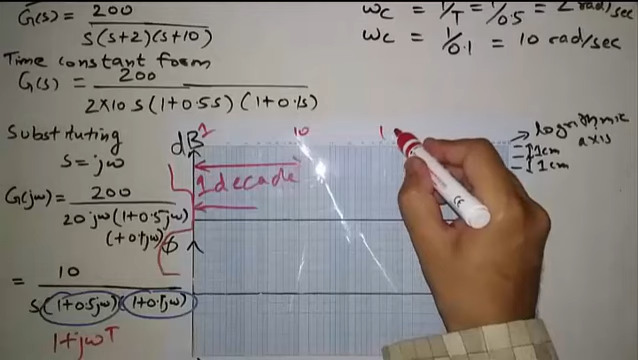 G(s) = 200
s(s+2)(s+10)
ωc = 1/T = 1/0.5 = 2 rad/sec
ωc = 1/0.1 = 10 rad/sec
Time constant form
G(s) = 200
2×10 s(1+0.5s)(1+0.1s)
Substituting
s = jω
G(jω) = 200
20 jω(1+0.5jω)
(1+0.1jω)
= 10
s(1+0.5jω)(1+0.1jω)
1+jωT
dB
1
10
1
1 decade
Φ
→ logrithmic
axis
1cm
1cm